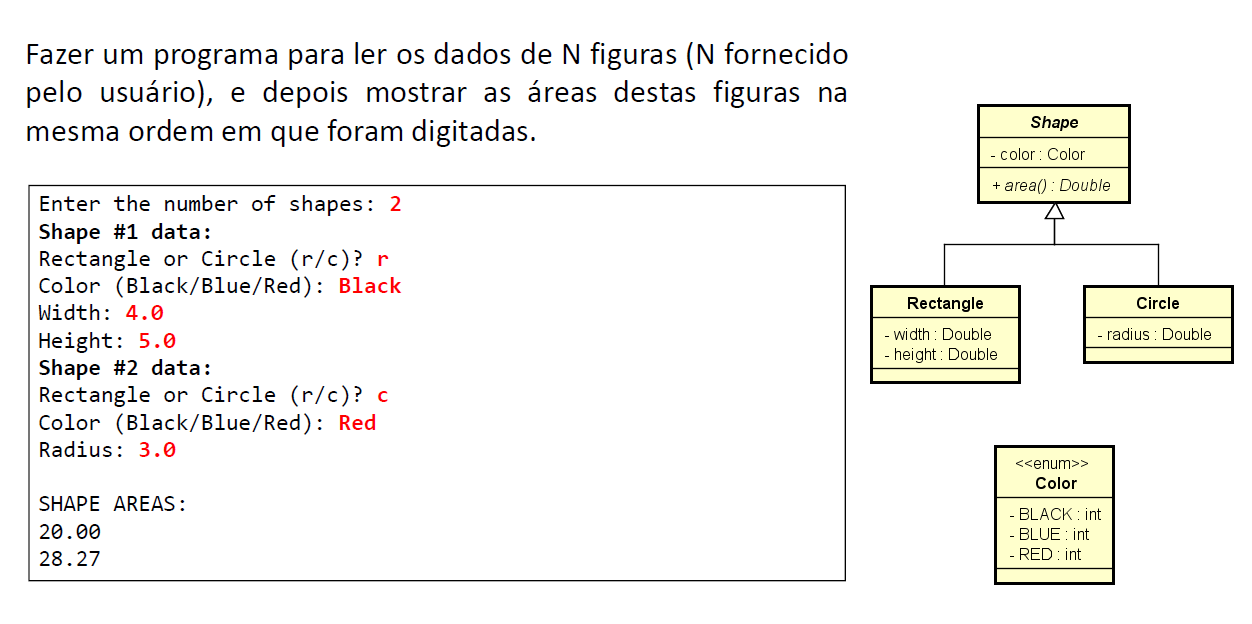 Fazer um programa para ler os dados de N figuras (N fornecido
pelo usuário), e depois mostrar as áreas destas figuras na
mesma ordem em que foram digitadas.
Enter the number of shapes: 2
Shape #1 data:
Rectangle or Circle (r/c)? r
Color (Black/Blue/Red): Black
Width: 4.0
Height: 5.0
Shape #2 data:
Rectangle or Circle (r/c)? c
Color (Black/Blue/Red): Red
Radius: 3.0
SHAPE AREAS:
20.00
28.27
Shape
- color : Color
+ area() : Double
Rectangle
- width : Double
- height : Double
Circle
- radius : Double
<<enum>>
Color
- BLACK : int
- BLUE : int
- RED : int